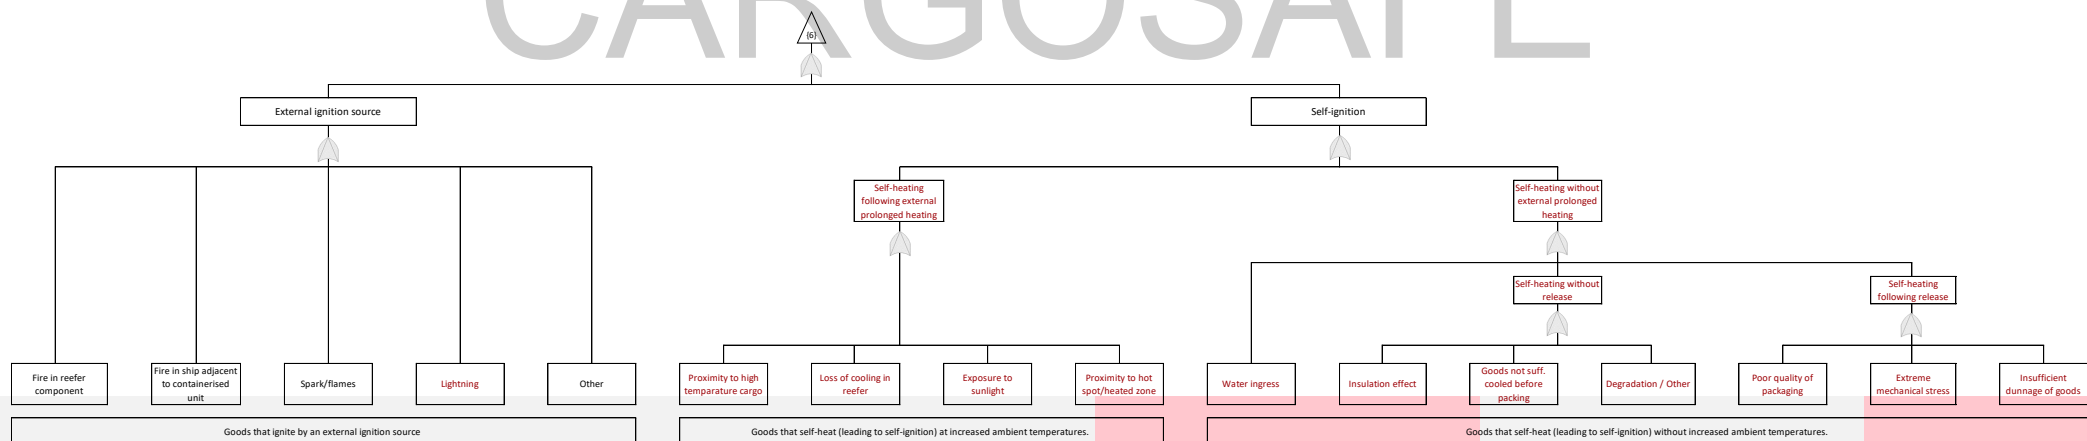 CARGOSAFE
(6)
External ignition source
Self-ignition
Self-heating
following external
prolonged heating
Self-heating without
external prolonged
heating
Self-heating without
release
Self-heating
following release
Fire in reefer
component
Fire in ship adjacent
to containerised
unit
Spark/flames
Lightning
Other
Proximity to high
temparature cargo
Loss of cooling in
reefer
Exposure to
sunlight
Proximity to hot
spot/heated zone
Water ingress
Insulation effect
Goods not suff.
cooled before
packing
Degradation / Other
Poor quality of
packaging
Extreme
mechanical stress
Insufficient
dunnage of goods
Goods that ignite by an external ignition source
Goods that self-heat (leading to self-ignition) at increased ambient temperatures.
Goods that self-heat (leading to self-ignition) without increased ambient temperatures.